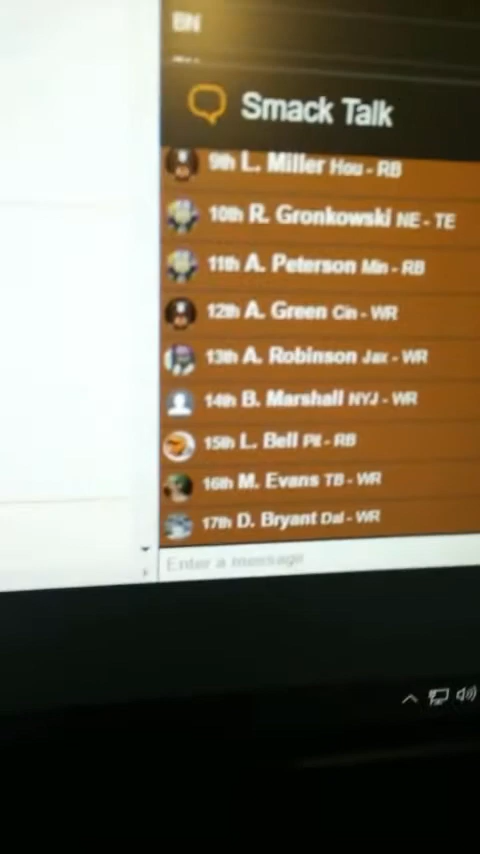 BN
Smack Talk
9th L. Miller Hou - RB
10th R. Gronkowski NE - TE
11th A. Peterson Min - RB
12th A. Green Cin - WR
13th A. Robinson Jax - WR
14th B. Marshall NYJ - WR
15th L. Bell Pit - RB
16th M. Evans TB - WR
17th D. Bryant Dal - WR
Enter a message